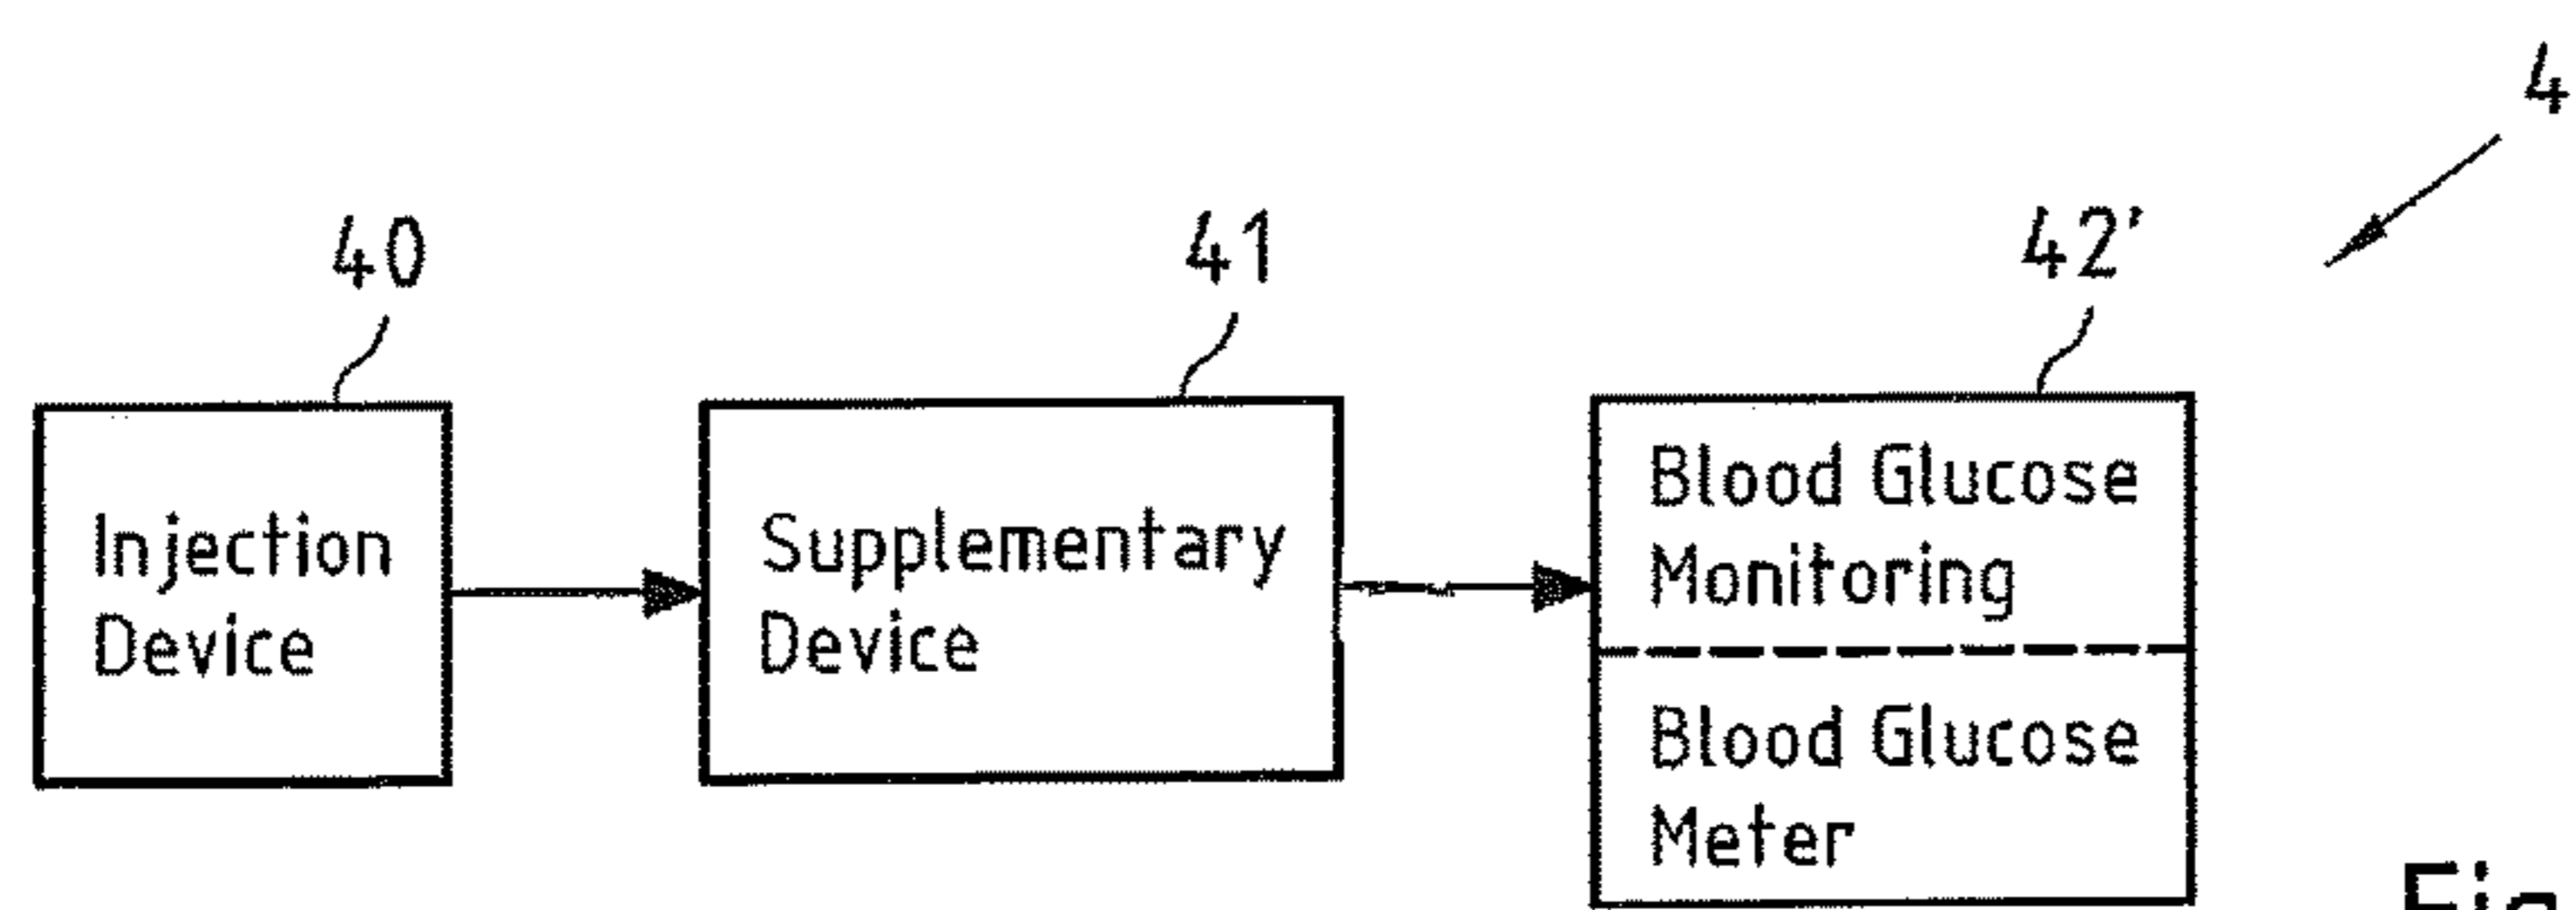 4
40
41
42'
Injection
Device
Supplementary
Device
Blood Glucose
Monitoring
Blood Glucose
Meter